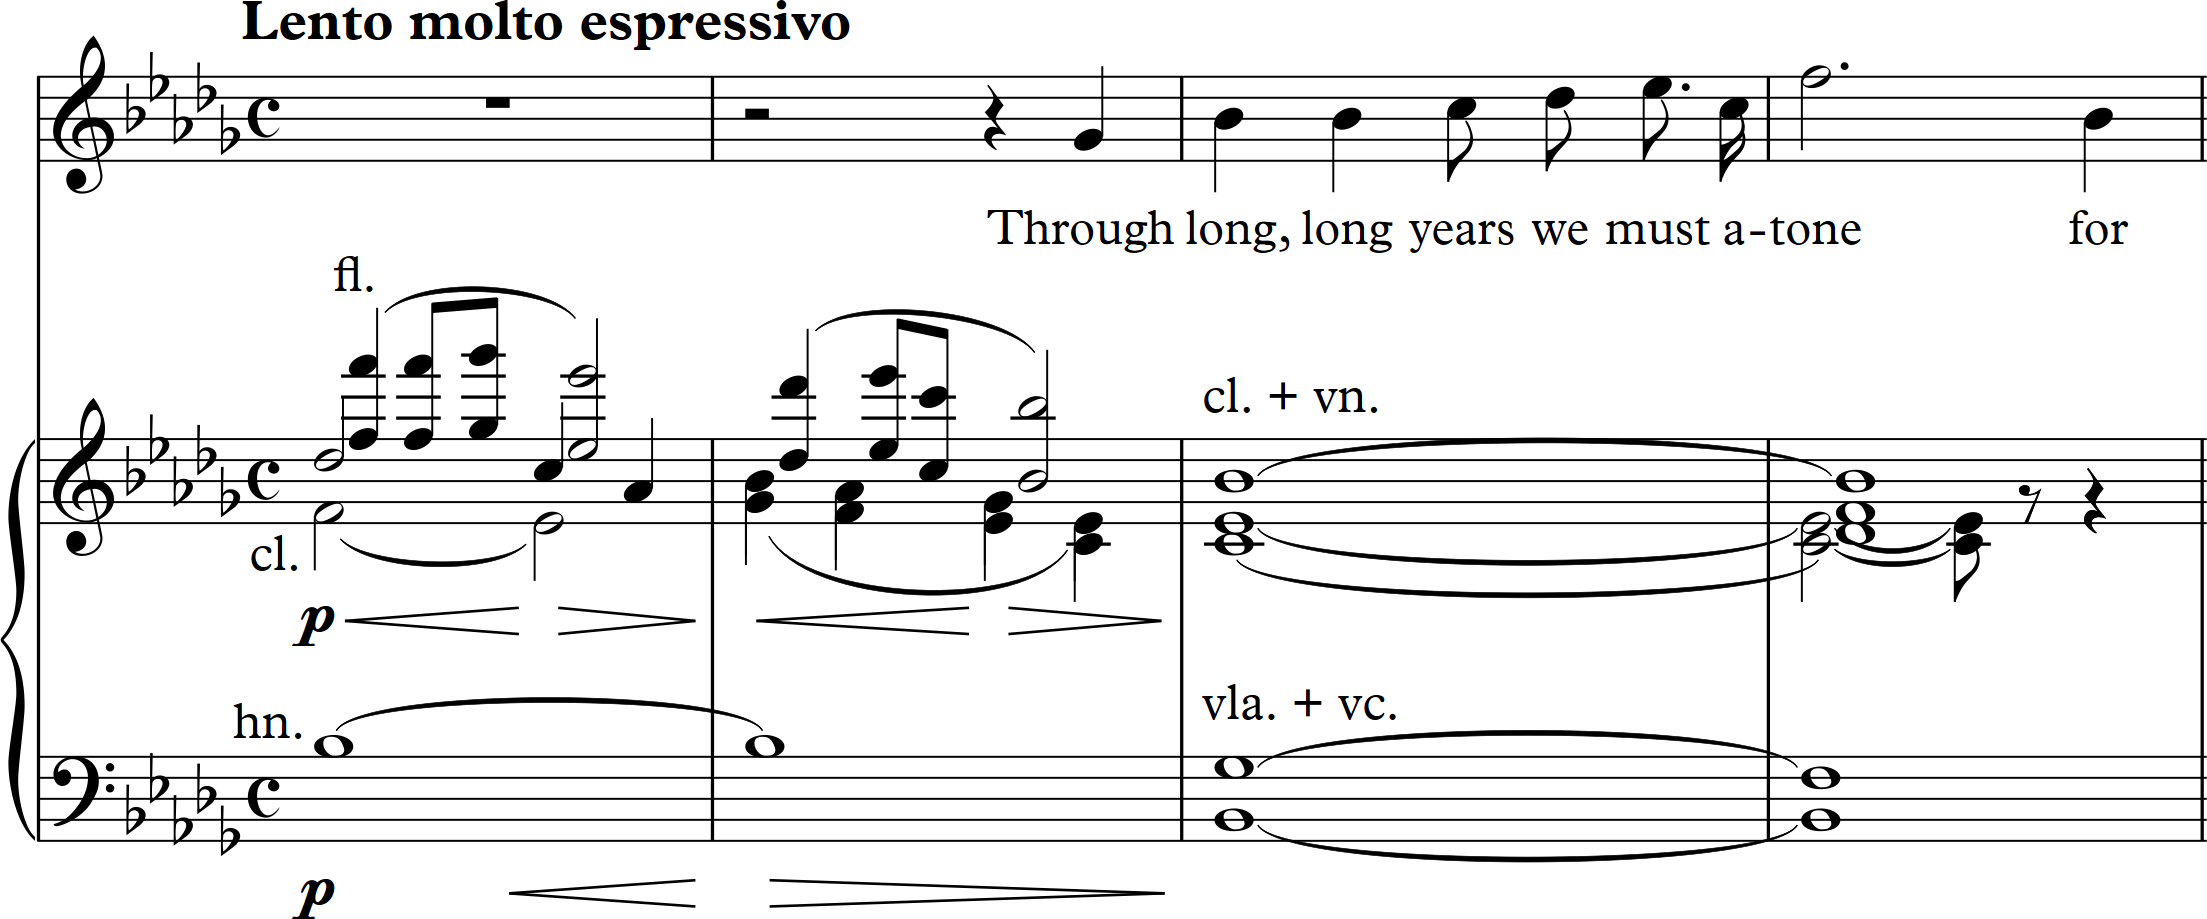 Lento molto espressivo
Through long, long years we must a-tone for
fl.
cl. + vn.
cl.
p
hn.
vla. + vc.
p